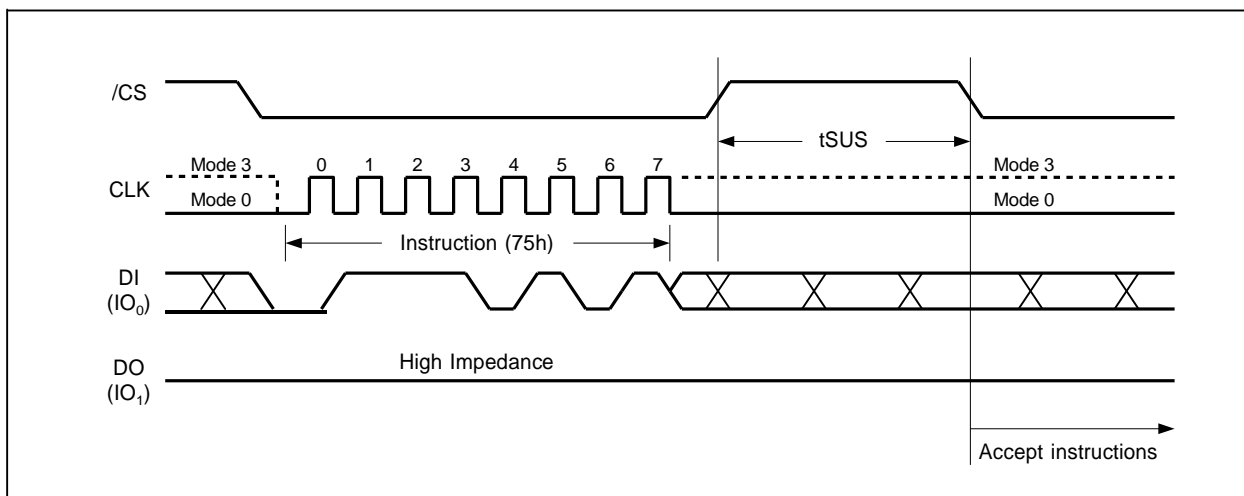 /CS
tSUS
Mode 3
0 1 2 3 4 5 6 7
Mode 3
CLK
Mode 0
Mode 0
Instruction (75h)
DI
(IO0)
High Impedance
DO
(IO1)
Accept instructions